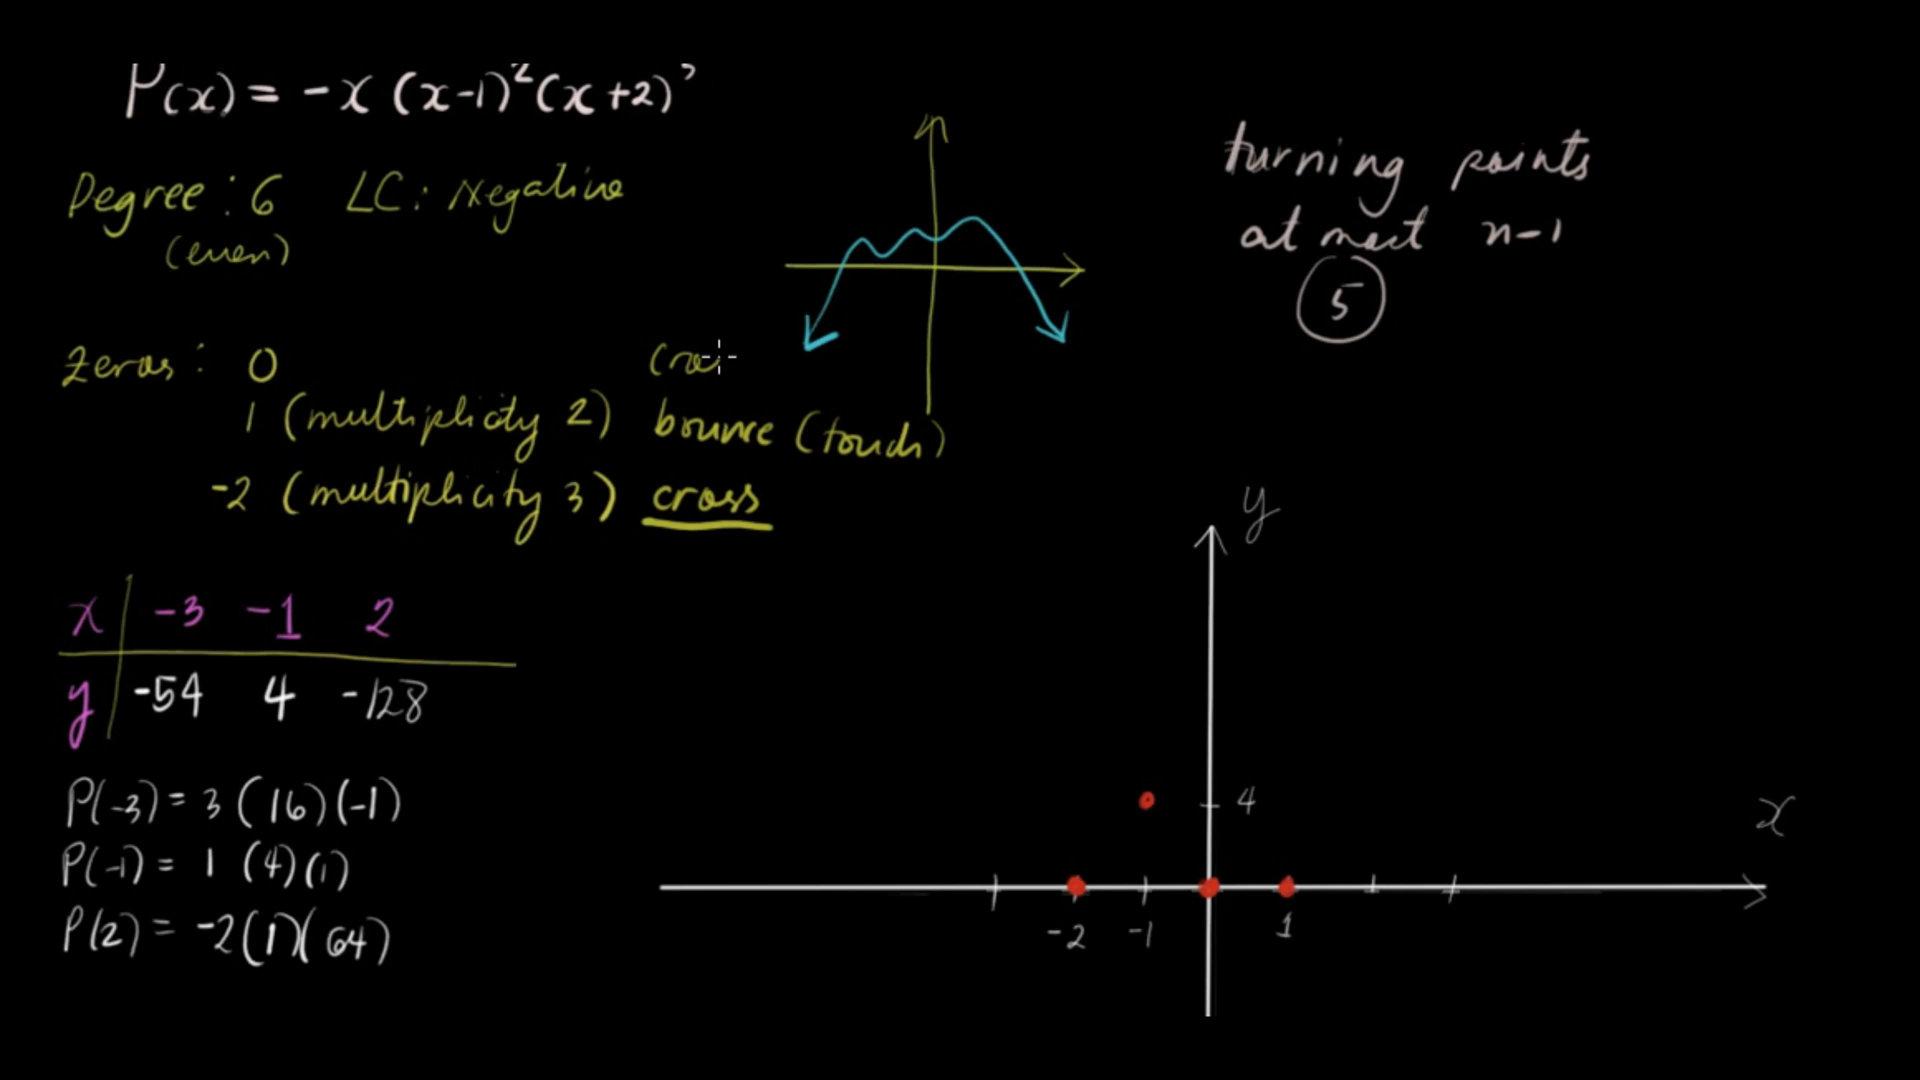 P(x) = -x (x-1)²(x+2)³
Degree: 6 LC: Negative
(even)
turning points
at most n-1
5
Zeros: 0 cro
1 (multiplicity 2) bounce (touch)
-2 (multiplicity 3) cross
x -3 -1 2
y -54 4 -128
P(-3) = 3 (16)(-1)
P(-1) = 1 (4)(1)
P(2) = -2(1)(64)
y
4
x
-2 -1 1